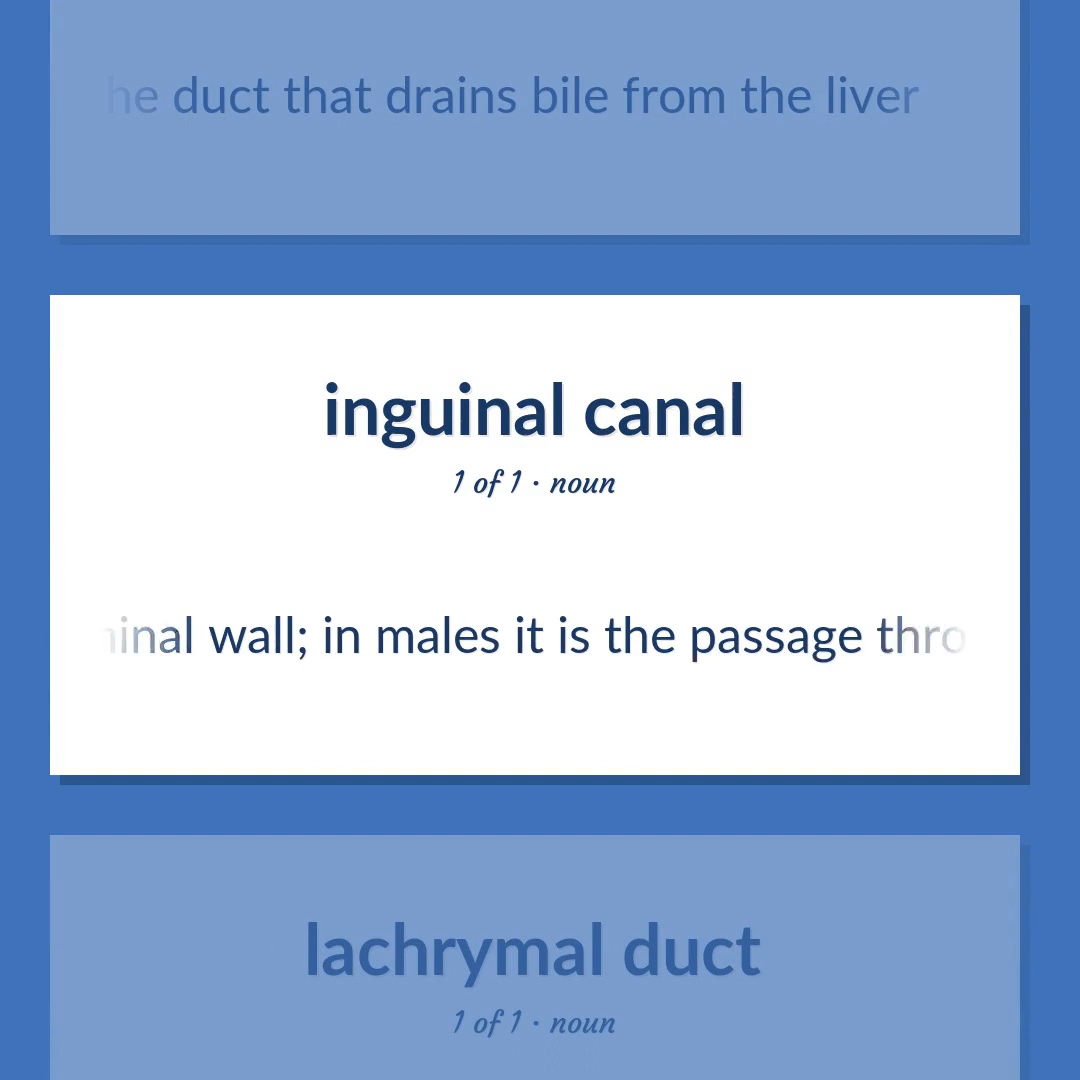 he duct that drains bile from the liver
inguinal canal
1 of 1 · noun
inal wall; in males it is the passage thro
lachrymal duct
1 of 1 · noun